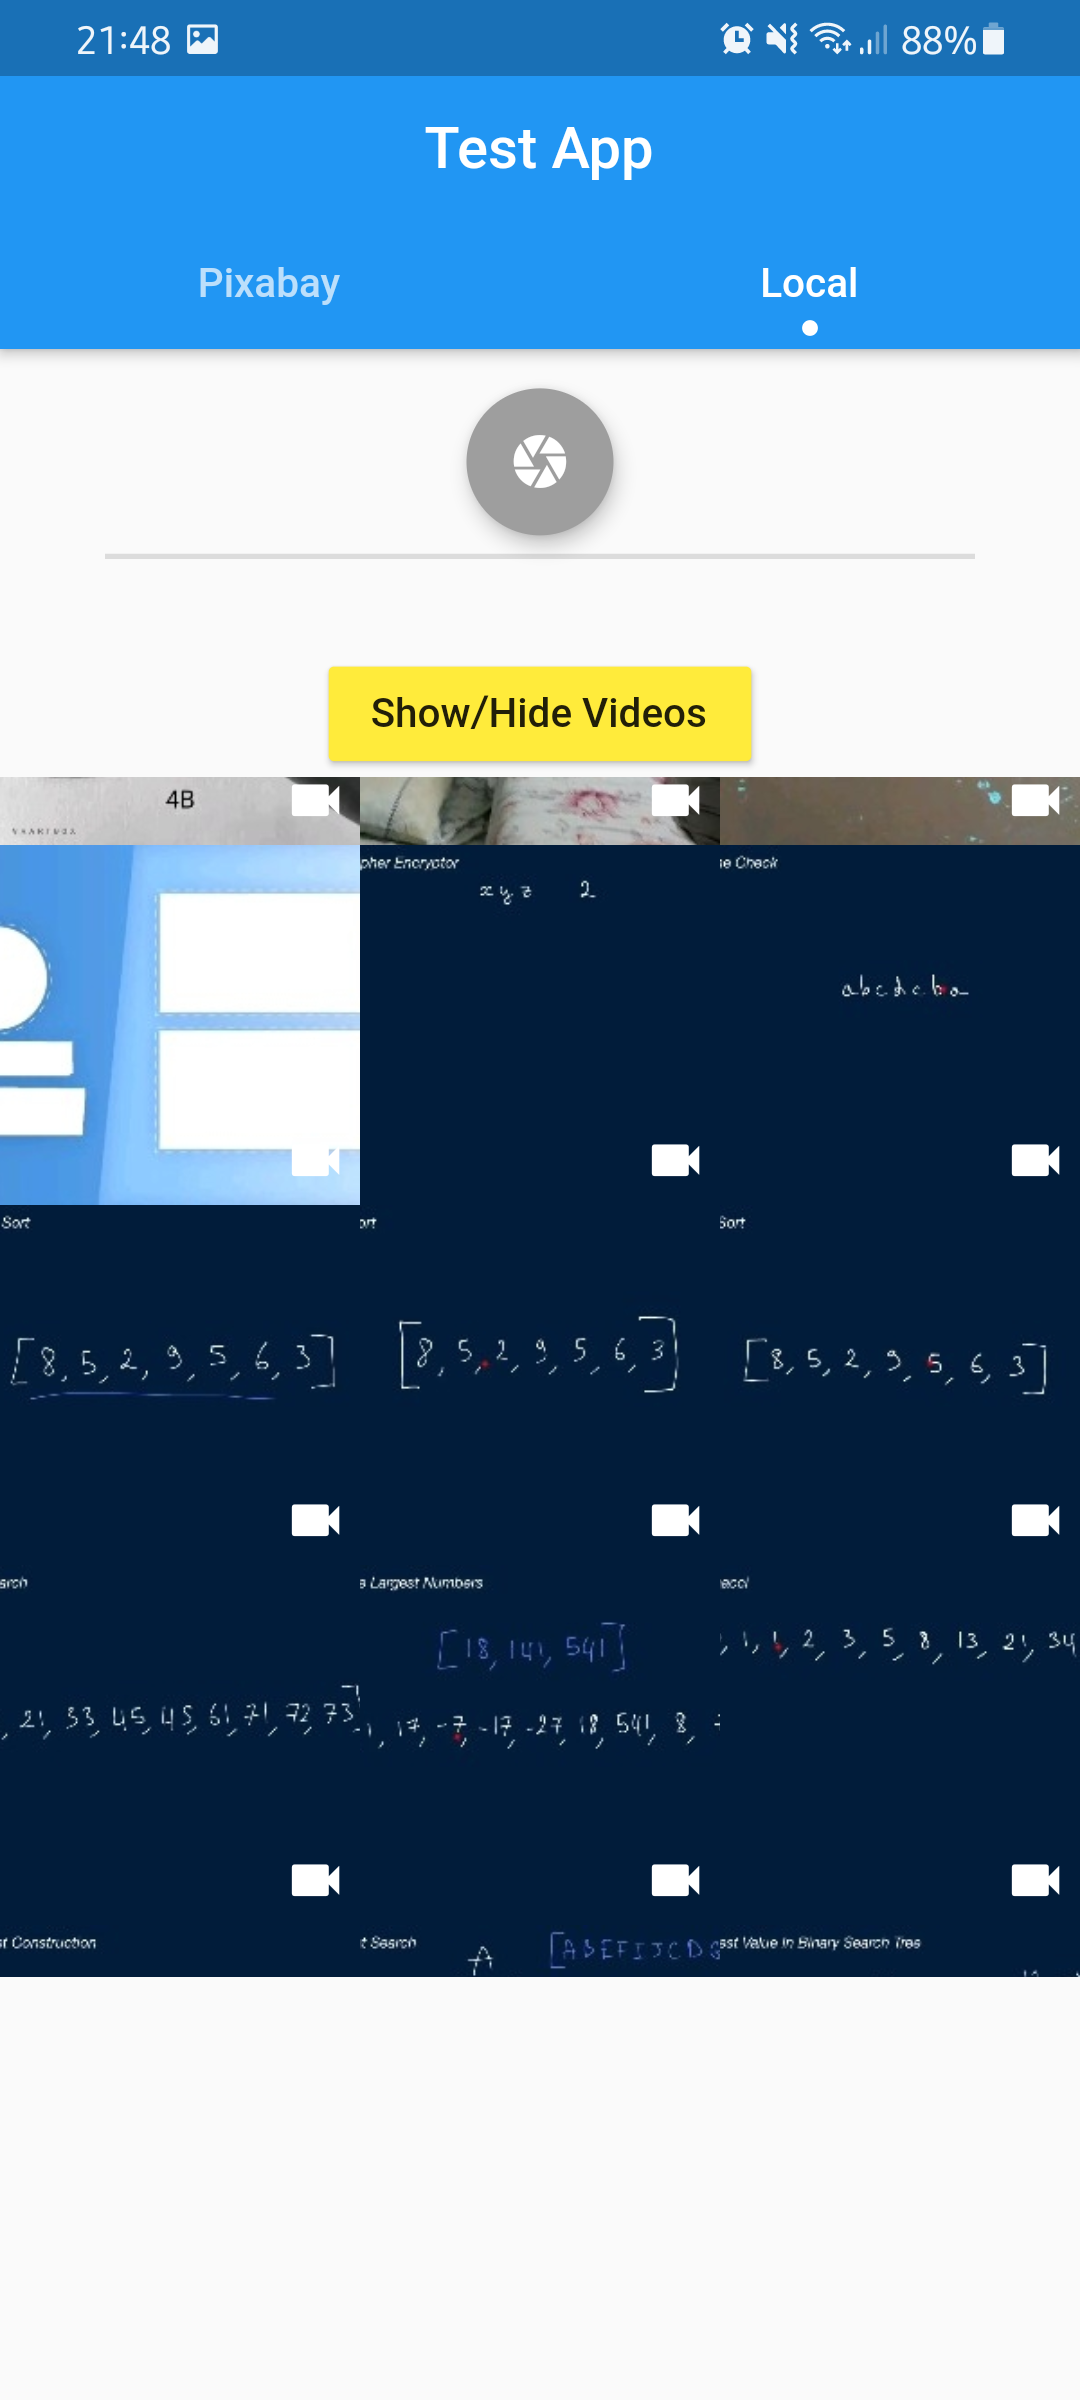 21:48 88%
Test App
Pixabay Local
Show/Hide Videos
4B
pher Encryptor
x y z 2
se Check
abcdcba
Sort
ort
Sort
[8, 5, 2, 9, 5, 6, 3]
[8, 5, 2, 9, 5, 6, 3]
[8, 5, 2, 9, 5, 6, 3]
arch
e Largest Numbers
acci
[18, 141, 541]
, 1, 1, 2, 3, 5, 8, 13, 21, 34
, 21, 33, 45, 45, 61, 71, 72, 73]
1, 17, -7, -17, -27, 18, 541, 8,
st Construction
t Search
A
est Value In Binary Search Tree